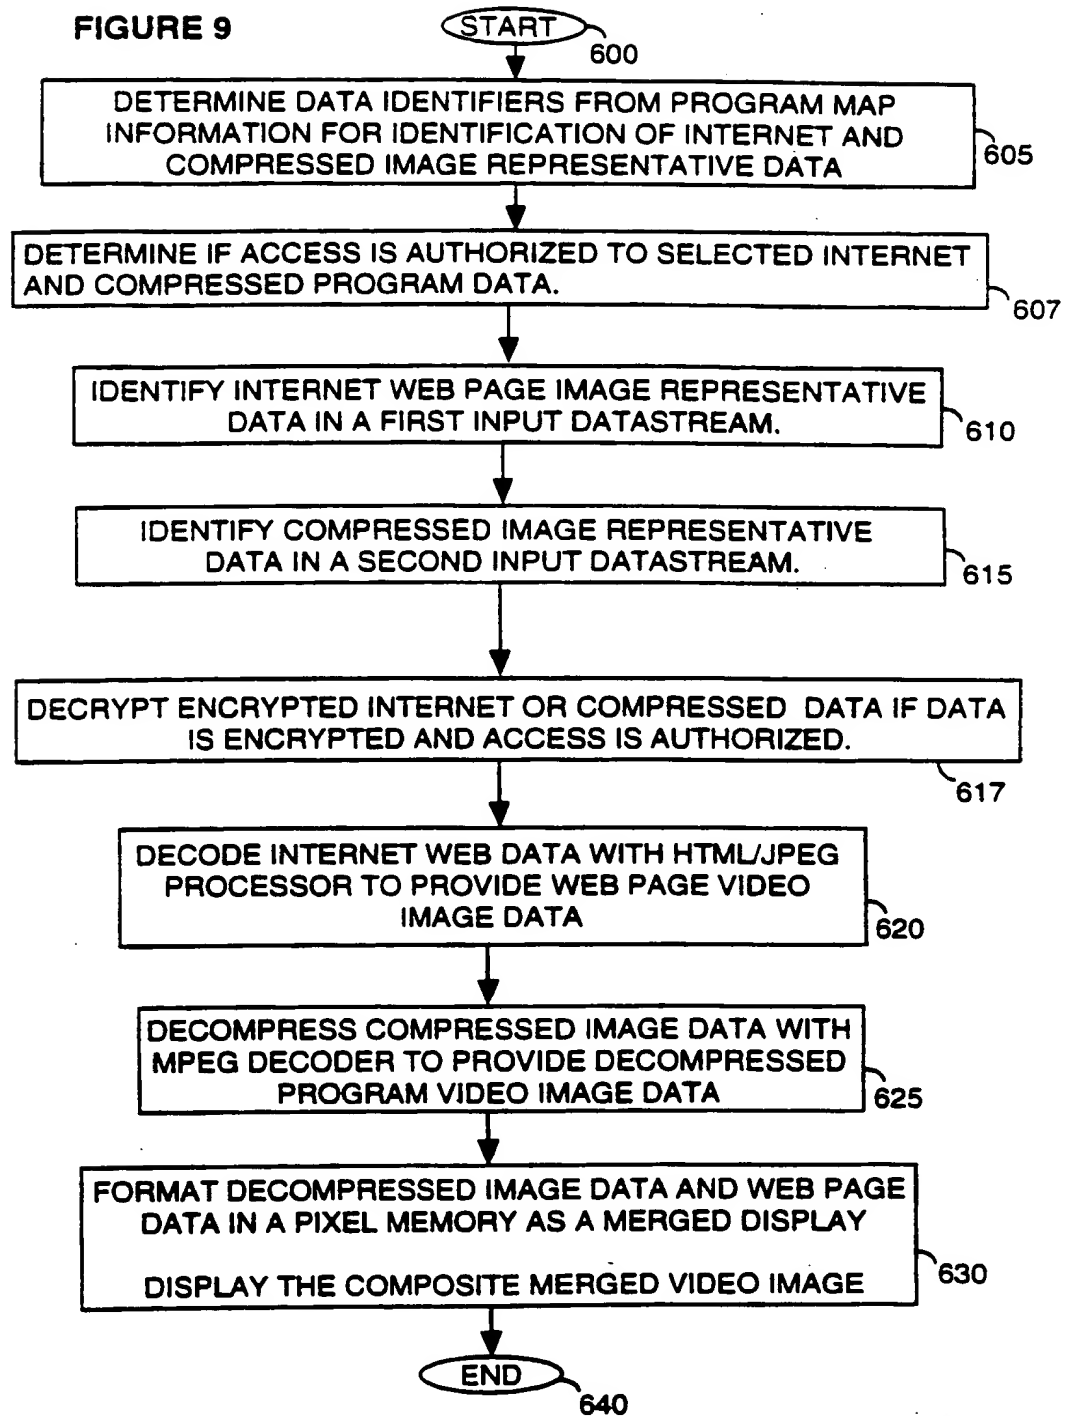 FIGURE 9
START
600
DETERMINE DATA IDENTIFIERS FROM PROGRAM MAP
INFORMATION FOR IDENTIFICATION OF INTERNET AND
COMPRESSED IMAGE REPRESENTATIVE DATA
605
DETERMINE IF ACCESS IS AUTHORIZED TO SELECTED INTERNET
AND COMPRESSED PROGRAM DATA.
607
IDENTIFY INTERNET WEB PAGE IMAGE REPRESENTATIVE
DATA IN A FIRST INPUT DATASTREAM.
610
IDENTIFY COMPRESSED IMAGE REPRESENTATIVE
DATA IN A SECOND INPUT DATASTREAM.
615
DECRYPT ENCRYPTED INTERNET OR COMPRESSED DATA IF DATA
IS ENCRYPTED AND ACCESS IS AUTHORIZED.
617
DECODE INTERNET WEB DATA WITH HTML/JPEG
PROCESSOR TO PROVIDE WEB PAGE VIDEO
IMAGE DATA
620
DECOMPRESS COMPRESSED IMAGE DATA WITH
MPEG DECODER TO PROVIDE DECOMPRESSED
PROGRAM VIDEO IMAGE DATA
625
FORMAT DECOMPRESSED IMAGE DATA AND WEB PAGE
DATA IN A PIXEL MEMORY AS A MERGED DISPLAY
DISPLAY THE COMPOSITE MERGED VIDEO IMAGE
630
END
640